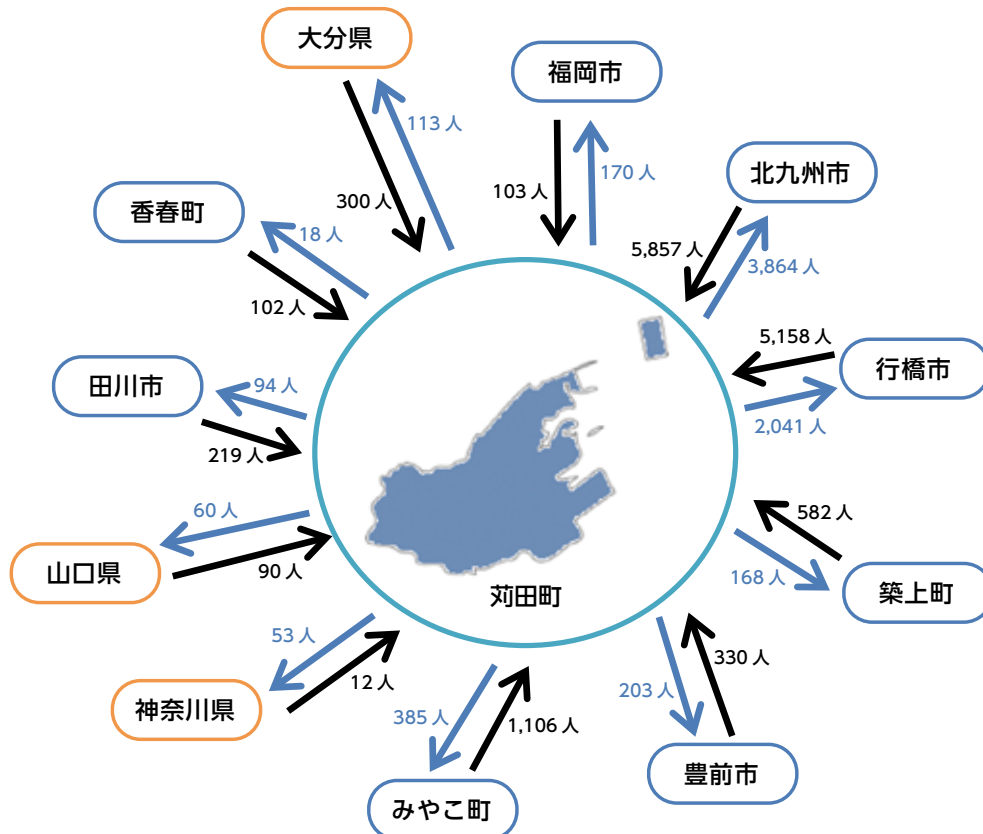 大分県
福岡市
113 人
170 人
北九州市
103 人
香春町
300 人
18 人
5,857 人
3,864 人
102 人
5,158 人
行橋市
田川市
94 人
2,041 人
219 人
60 人
582 人
山口県
90 人
168 人
築上町
苅田町
53 人
330 人
12 人
203 人
神奈川県
385 人
1,106 人
豊前市
みやこ町